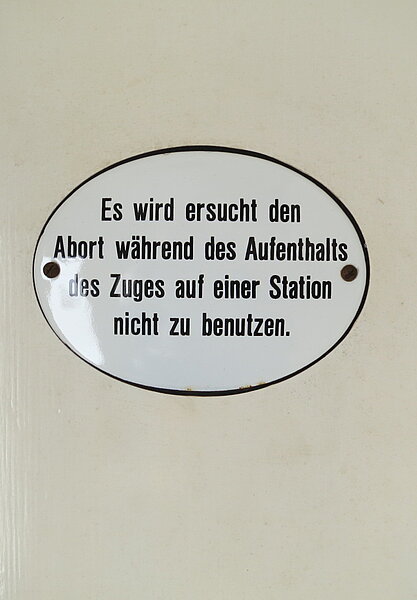 Es wird ersucht den
Abort während des Aufenthalts
des Zuges auf einer Station
nicht zu benutzen.